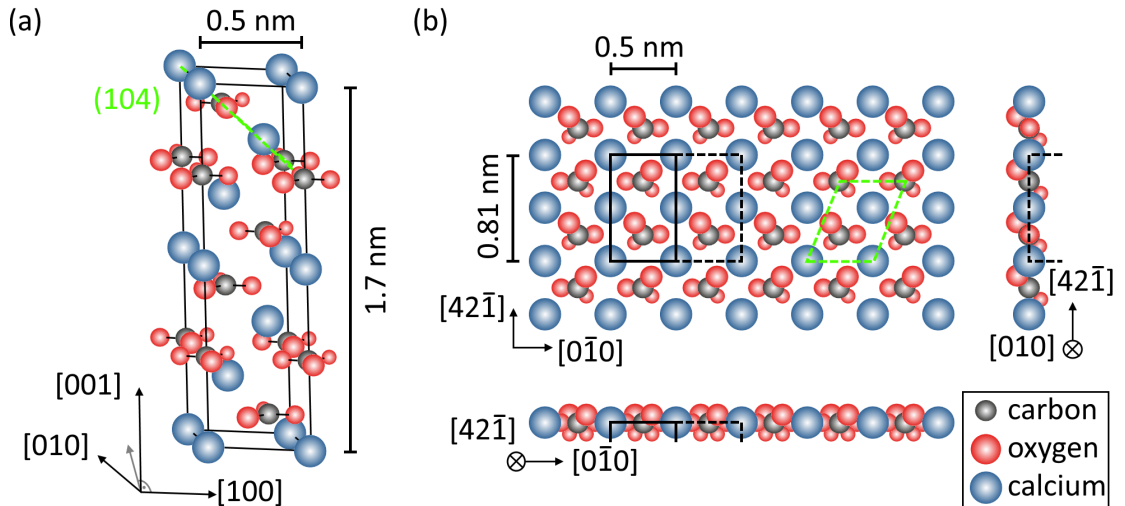 (a)
0.5 nm
(104)
1.7 nm
[001]
[010]
[100]
(b)
0.5 nm
0.81 nm
[421̄]
[01̄0]
[421̄]
[010]
[421̄]
[01̄0]
carbon
oxygen
calcium